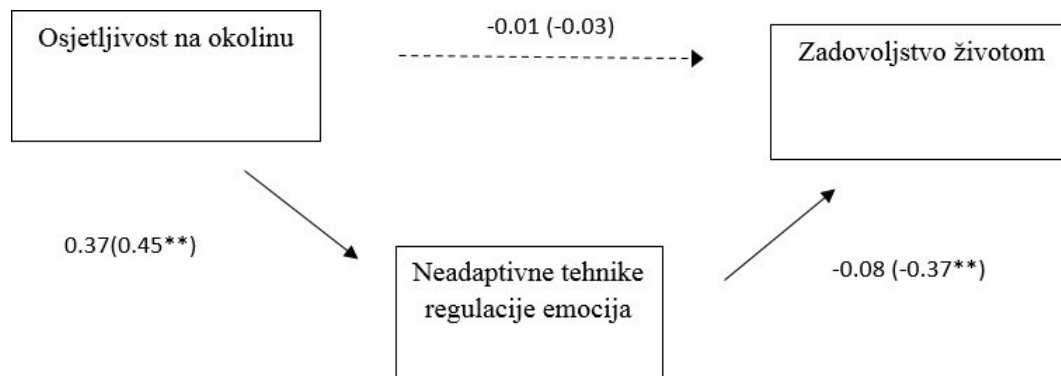 Osjetljivost na okolinu
-0.01 (-0.03)
Zadovoljstvo životom
0.37(0.45**)
Neadaptivne tehnike
regulacije emocija
-0.08 (-0.37**)